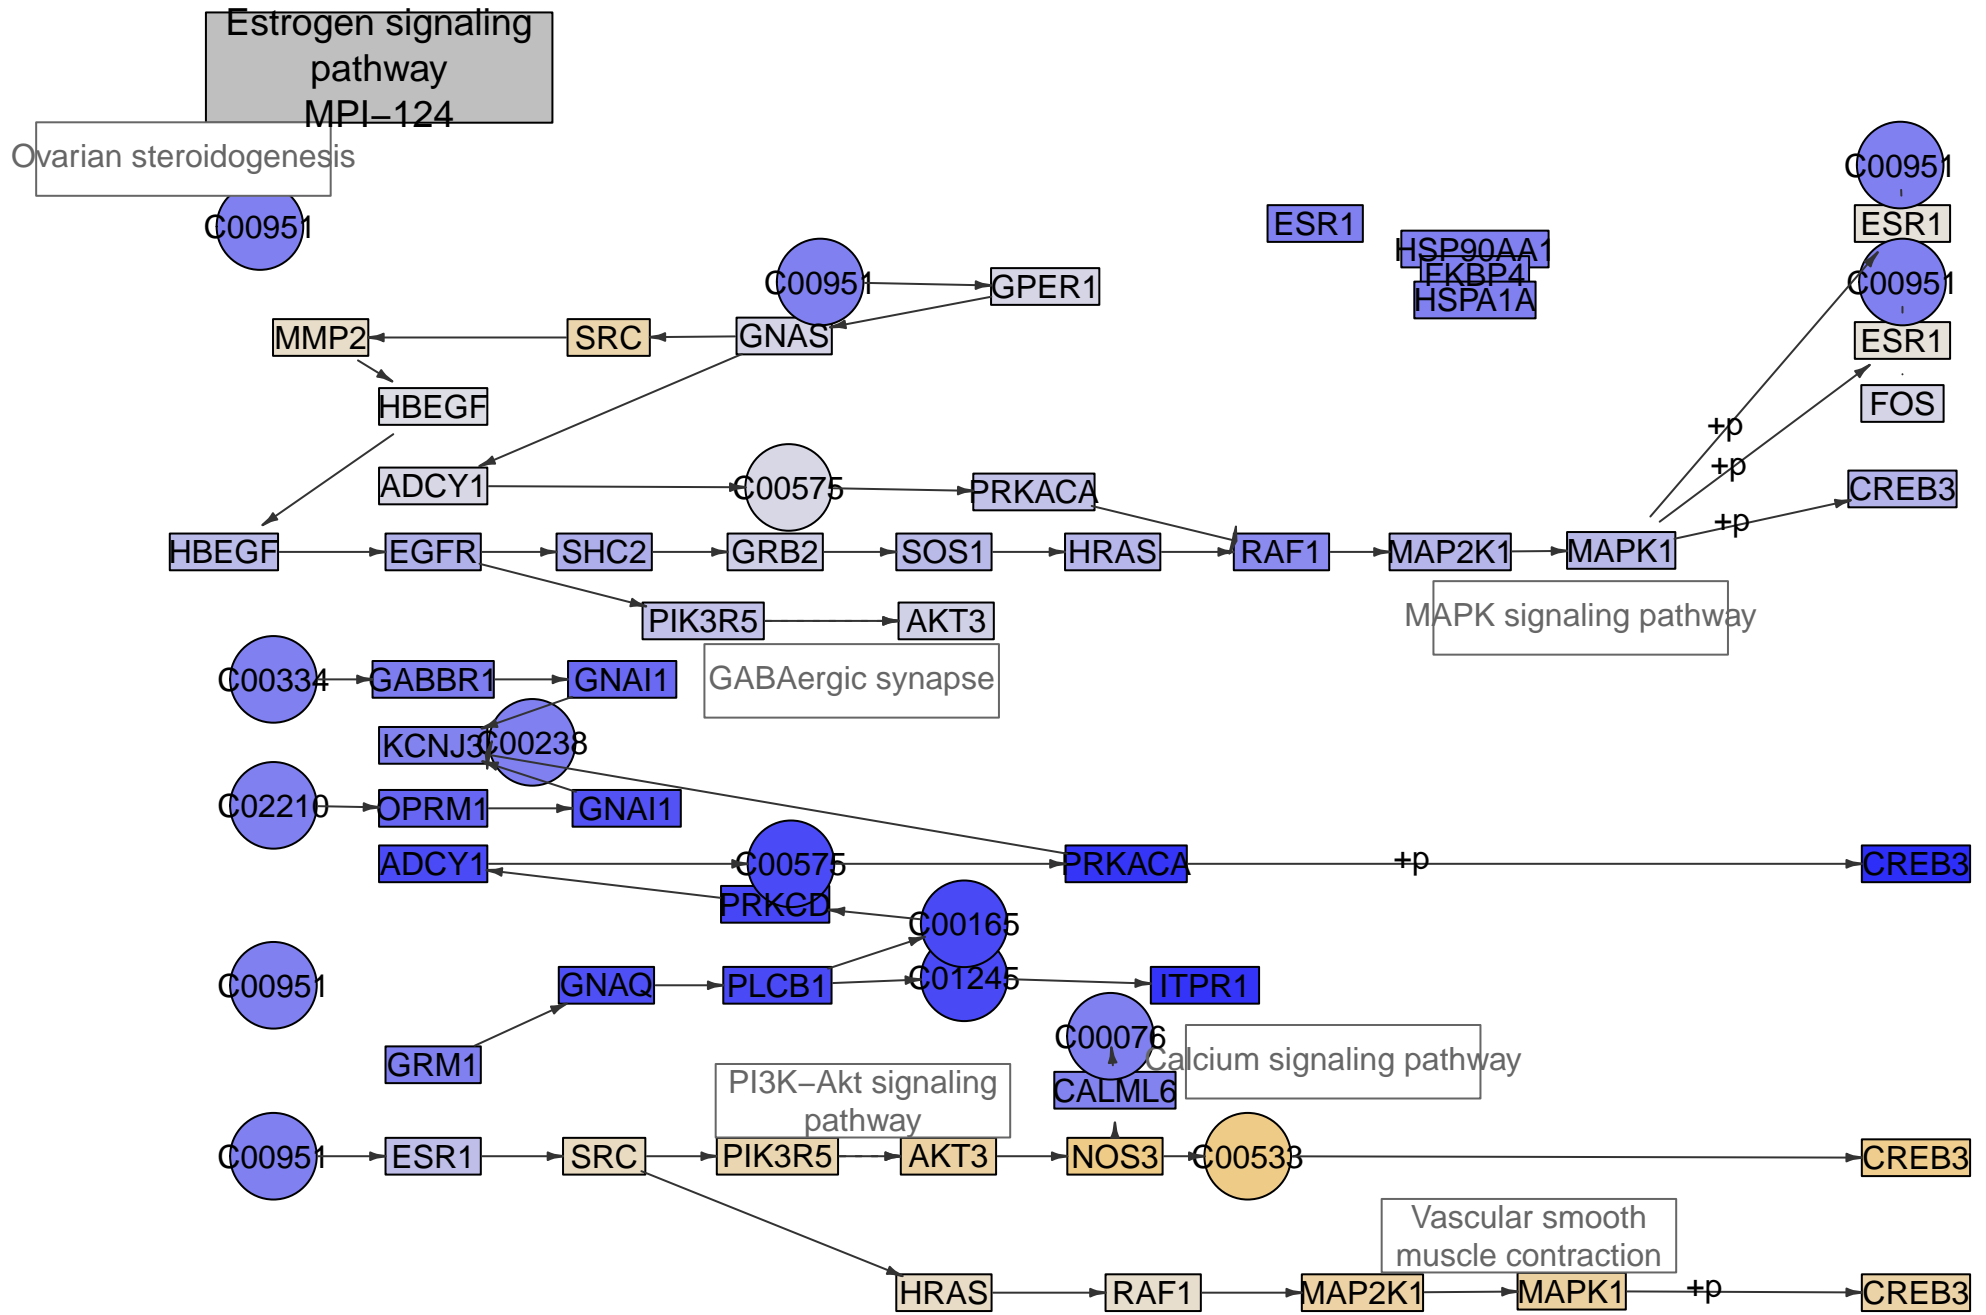 Estrogen signaling
pathway
MPI−124
Ovarian steroidogenesis
C00951
C00951
ESR1
C00951
ESR1
HSP90AA1
FKBP4
HSPA1A
C00951
GPER1
C00951
MMP2
SRC
GNAS
ESR1
HBEGF
FOS
+p
+p
ADCY1
C00575
PRKACA
CREB3
+p
HBEGF
EGFR
SHC2
GRB2
SOS1
HRAS
RAF1
MAP2K1
MAPK1
PIK3R5
AKT3
MAPK signaling pathway
C00334
GABBR1
GNAI1
GABAergic synapse
KCNJ3
C00238
C02210
OPRM1
GNAI1
ADCY1
C00575
PRKACA
+p
CREB3
PRKCD
C00165
C00951
GNAQ
PLCB1
C01245
ITPR1
C00076
Calcium signaling pathway
GRM1
CALML6
PI3K−Akt signaling
pathway
C00951
ESR1
SRC
PIK3R5
AKT3
NOS3
C00533
CREB3
Vascular smooth
muscle contraction
HRAS
RAF1
MAP2K1
MAPK1
+p
CREB3